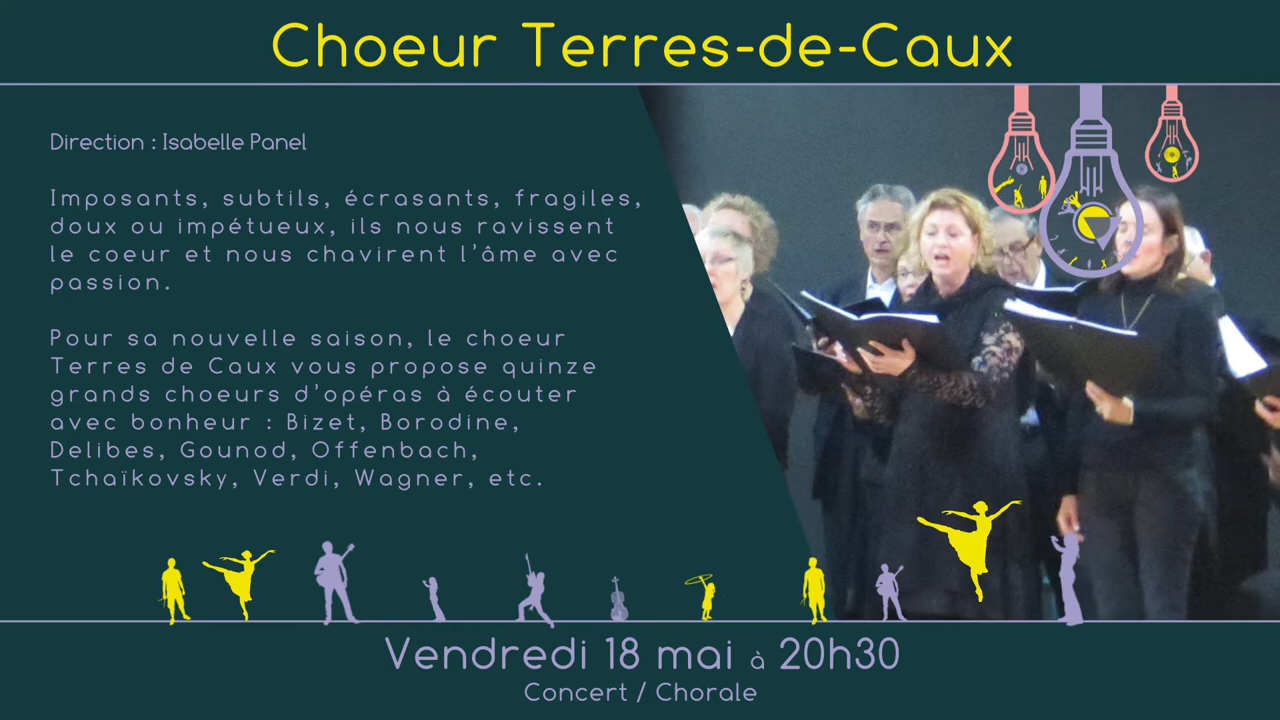 Choeur Terres-de-Caux
Direction : Isabelle Panel
Imposants, subtils, écrasants, fragiles,
doux ou impétueux, ils nous ravissent
le coeur et nous chavirent l'âme avec
passion.
Pour sa nouvelle saison, le choeur
Terres de Caux vous propose quinze
grands choeurs d'opéras à écouter
avec bonheur : Bizet, Borodine,
Delibes, Gounod, Offenbach,
Tchaïkovsky, Verdi, Wagner, etc.
Vendredi 18 mai à 20h30
Concert / Chorale